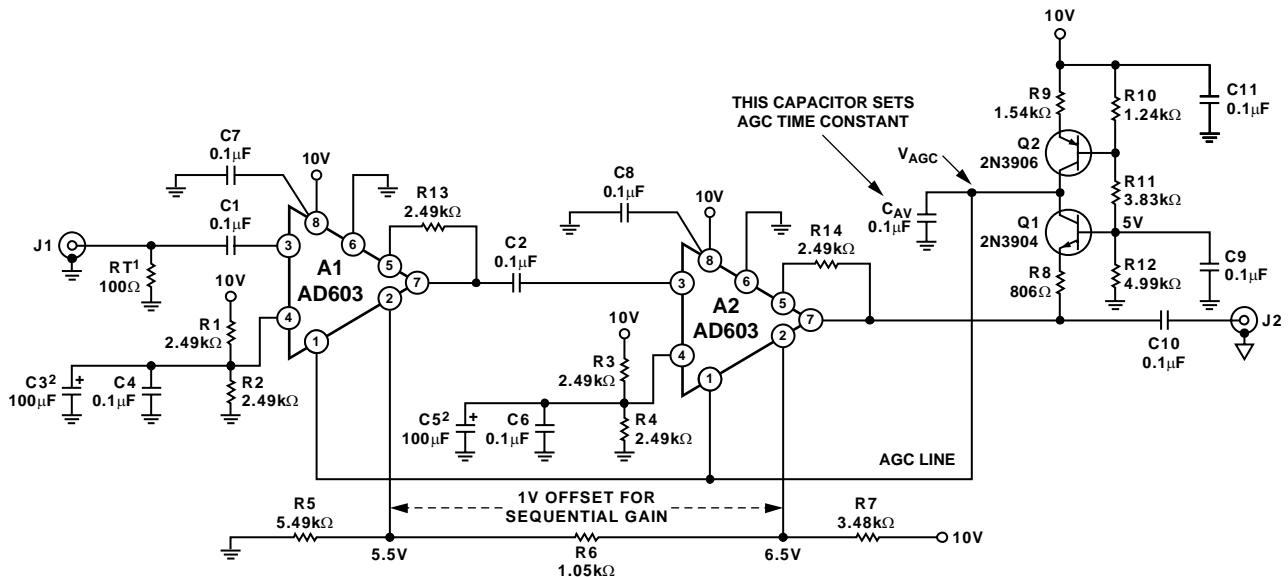 10V
R9
1.54kΩ
R10
1.24kΩ
C11
0.1µF
THIS CAPACITOR SETS
AGC TIME CONSTANT
Q2
2N3906
C7
0.1µF
10V
VAGC
R11
3.83kΩ
C8
0.1µF
10V
R13
2.49kΩ
CAV
0.1µF
Q1
2N3904
5V
C1
0.1µF
J1
RT1
100Ω
3
8
6
5
7
2
4
1
A1
AD603
C2
0.1µF
R14
2.49kΩ
R8
806Ω
R12
4.99kΩ
C9
0.1µF
3
8
6
5
7
2
4
1
A2
AD603
J2
C10
0.1µF
10V
R1
2.49kΩ
C32
+
100µF
C4
0.1µF
R2
2.49kΩ
10V
R3
2.49kΩ
C52
+
100µF
C6
0.1µF
R4
2.49kΩ
AGC LINE
1V OFFSET FOR
SEQUENTIAL GAIN
R5
5.49kΩ
5.5V
R6
1.05kΩ
6.5V
R7
3.48kΩ
10V